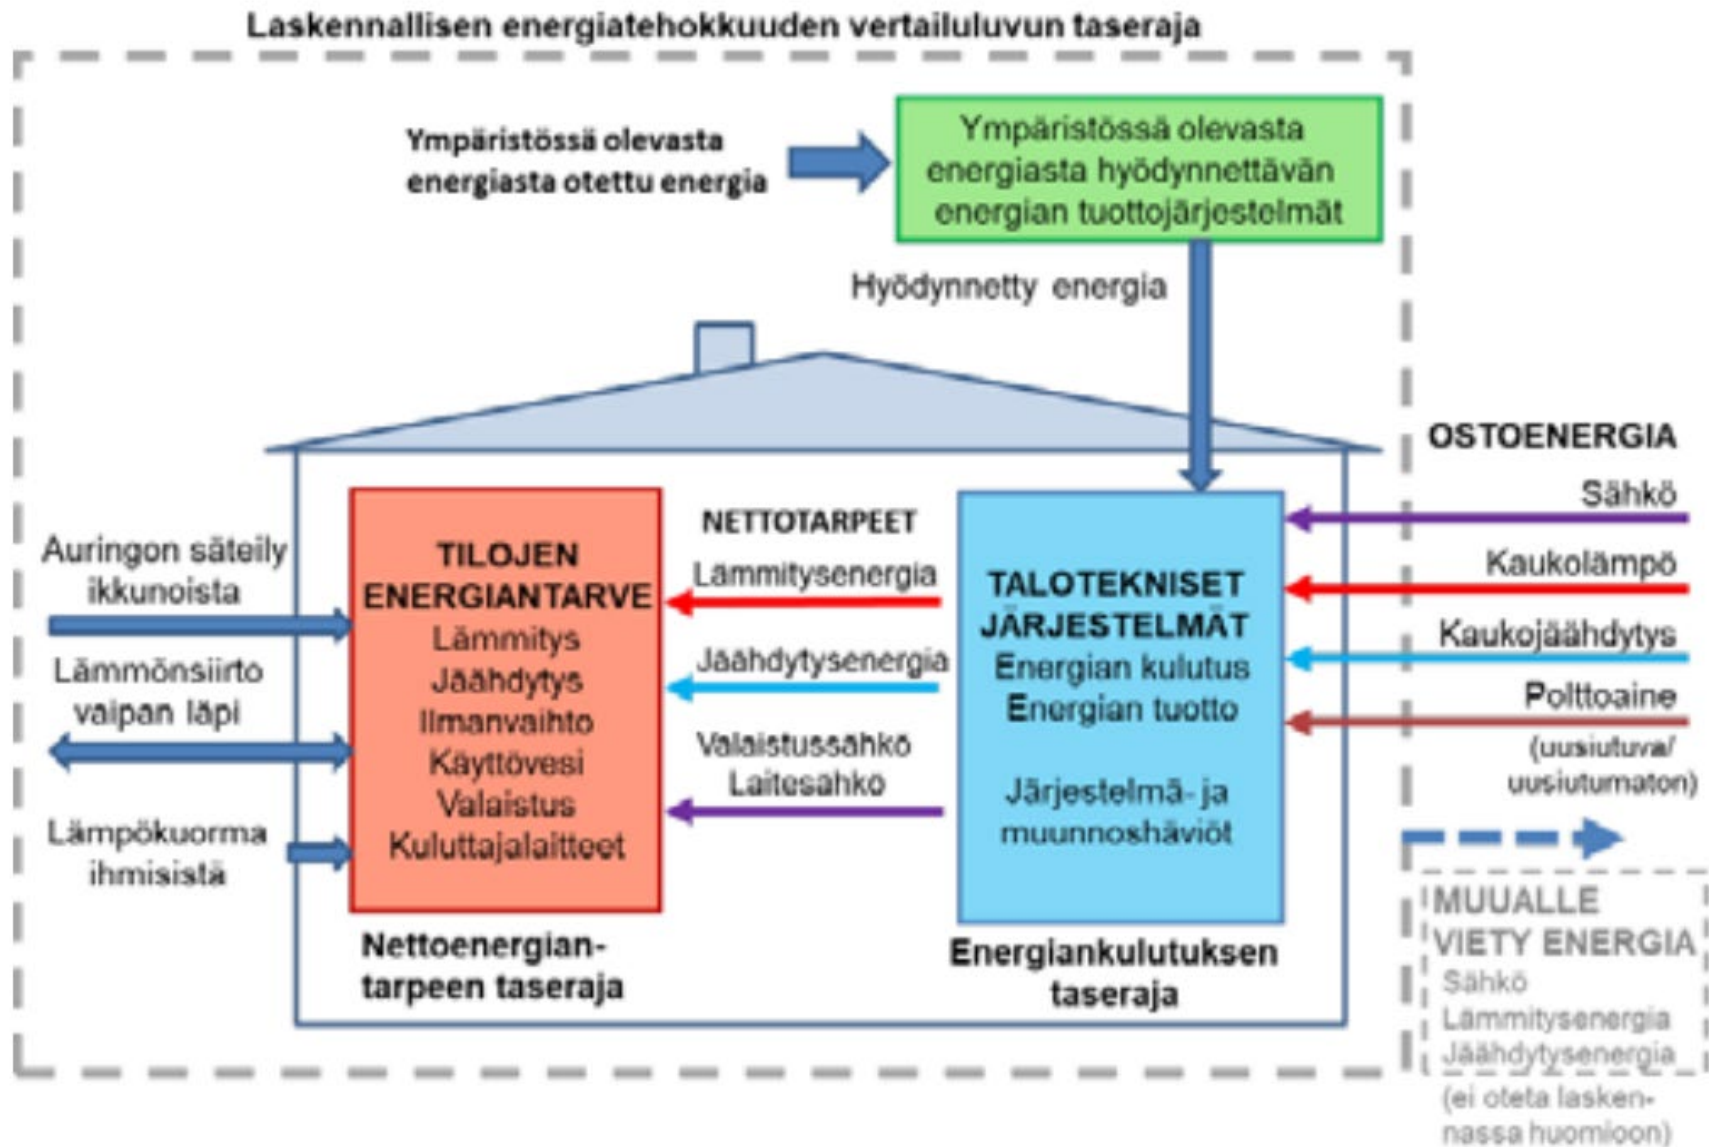 Laskennallisen energiatehokkuuden vertailuluvun taseraja
Ympäristössä olevasta
energiasta otettu energia
Ympäristössä olevasta
energiasta hyödynnettävän
energian tuottojärjestelmät
Hyödynnetty energia
Auringon säteily
ikkunoista
Lämmönsiirto
vaipan läpi
Lämpökuorma
ihmisistä
TILOJEN
ENERGIANTARVE
Lämmitys
Jäähdytys
Ilmanvaihto
Käyttövesi
Valaistus
Kuluttajalaitteet
Nettoenergian-
tarpeen taseraja
NETTOTARPEET
Lämmitysenergia
Jäähdytysenergia
Valaistussähkö
Laitesähkö
TALOTEKNISET
JÄRJESTELMÄT
Energian kulutus
Energian tuotto
Järjestelmä- ja
muunnoshäviöt
Energiankulutuksen
taseraja
OSTOENERGIA
Sähkö
Kaukolämpö
Kaukojäähdytys
Polttoaine
(uusiutuva/
uusiutumaton)
MUUALLE
VIETY ENERGIA
Sähkö
Lämmitysenergia
Jäähdytysenergia
(ei oteta lasken-
nassa huomioon)